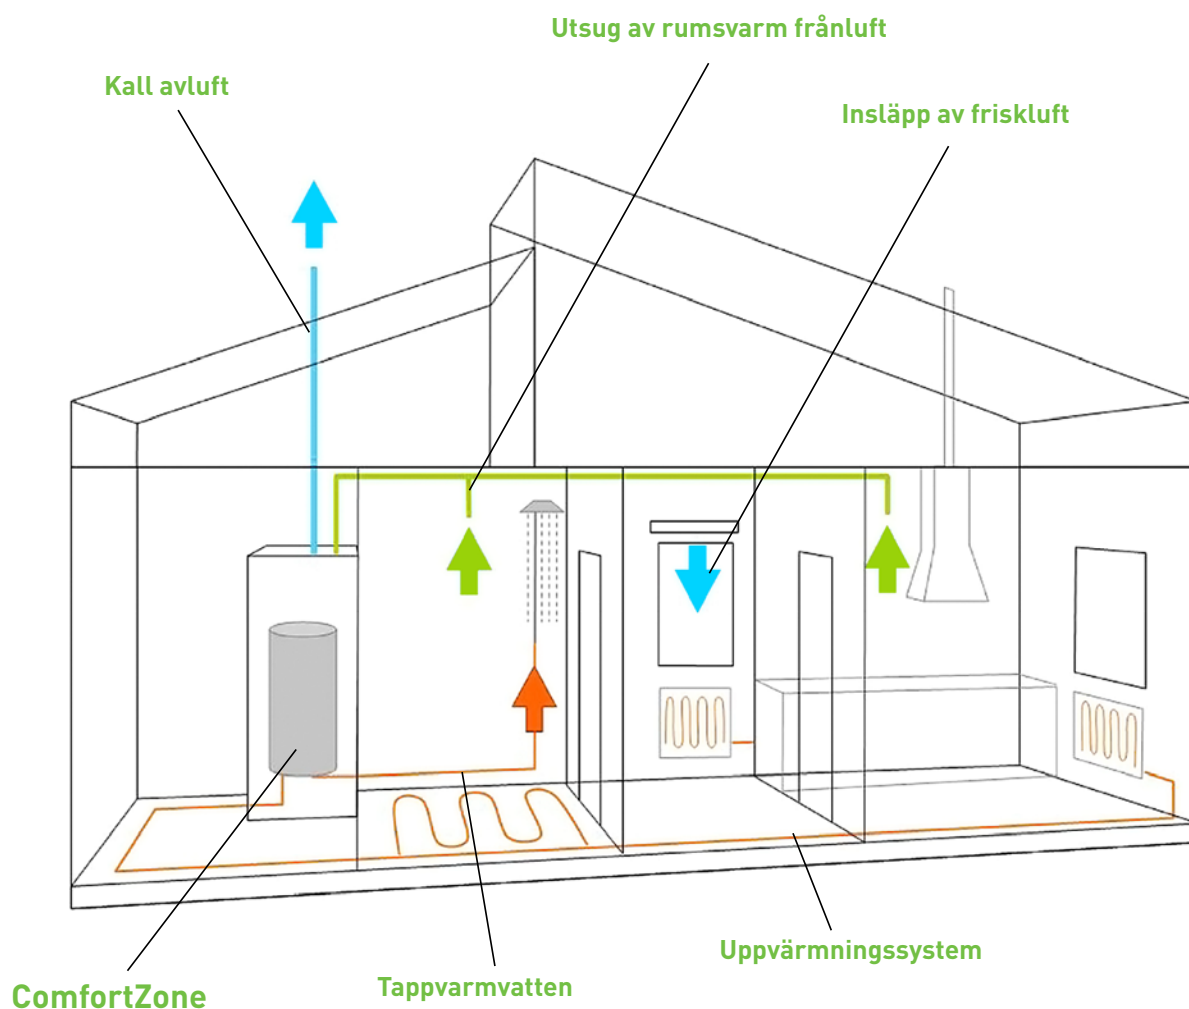 Utsug av rumsvarm frånluft
Kall avluft
Insläpp av friskluft
Uppvärmningssystem
Tappvarmvatten
ComfortZone